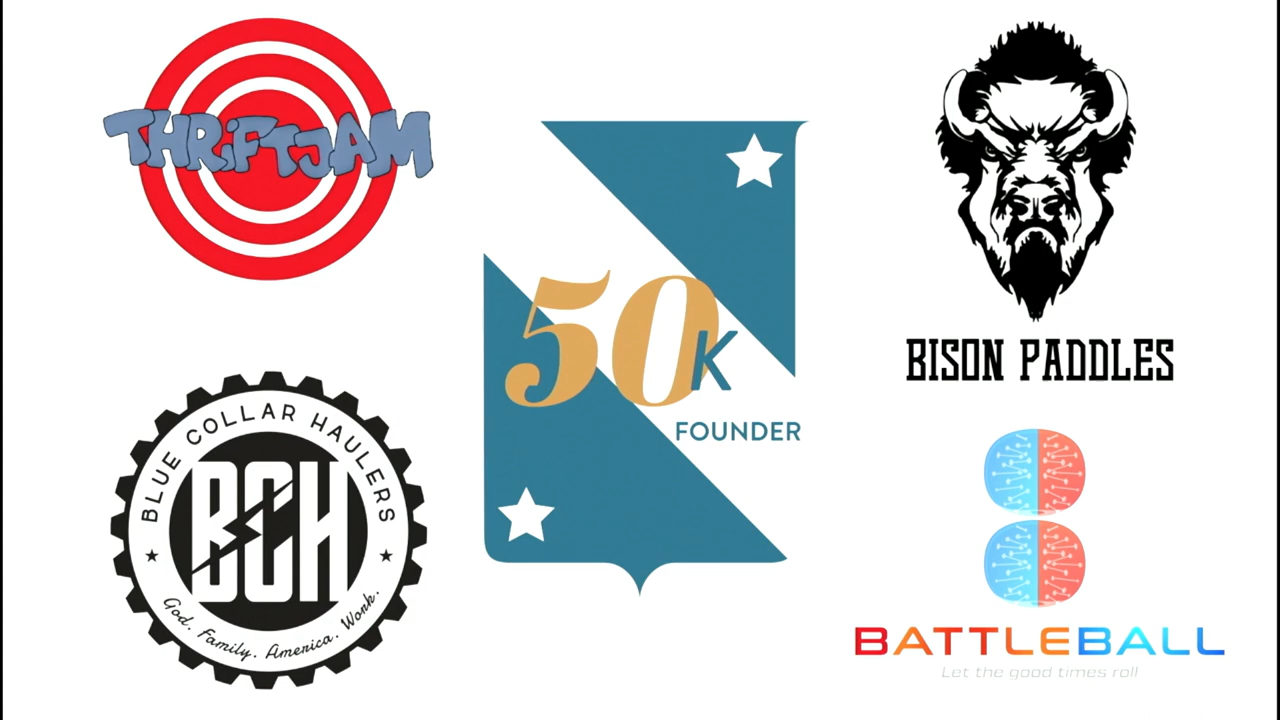 THRiFTJAM
50K
FOUNDER
BISON PADDLES
BLUE COLLAR HAULERS
BCH
God. Family. America. Work.
BATTLEBALL
Let the good times roll